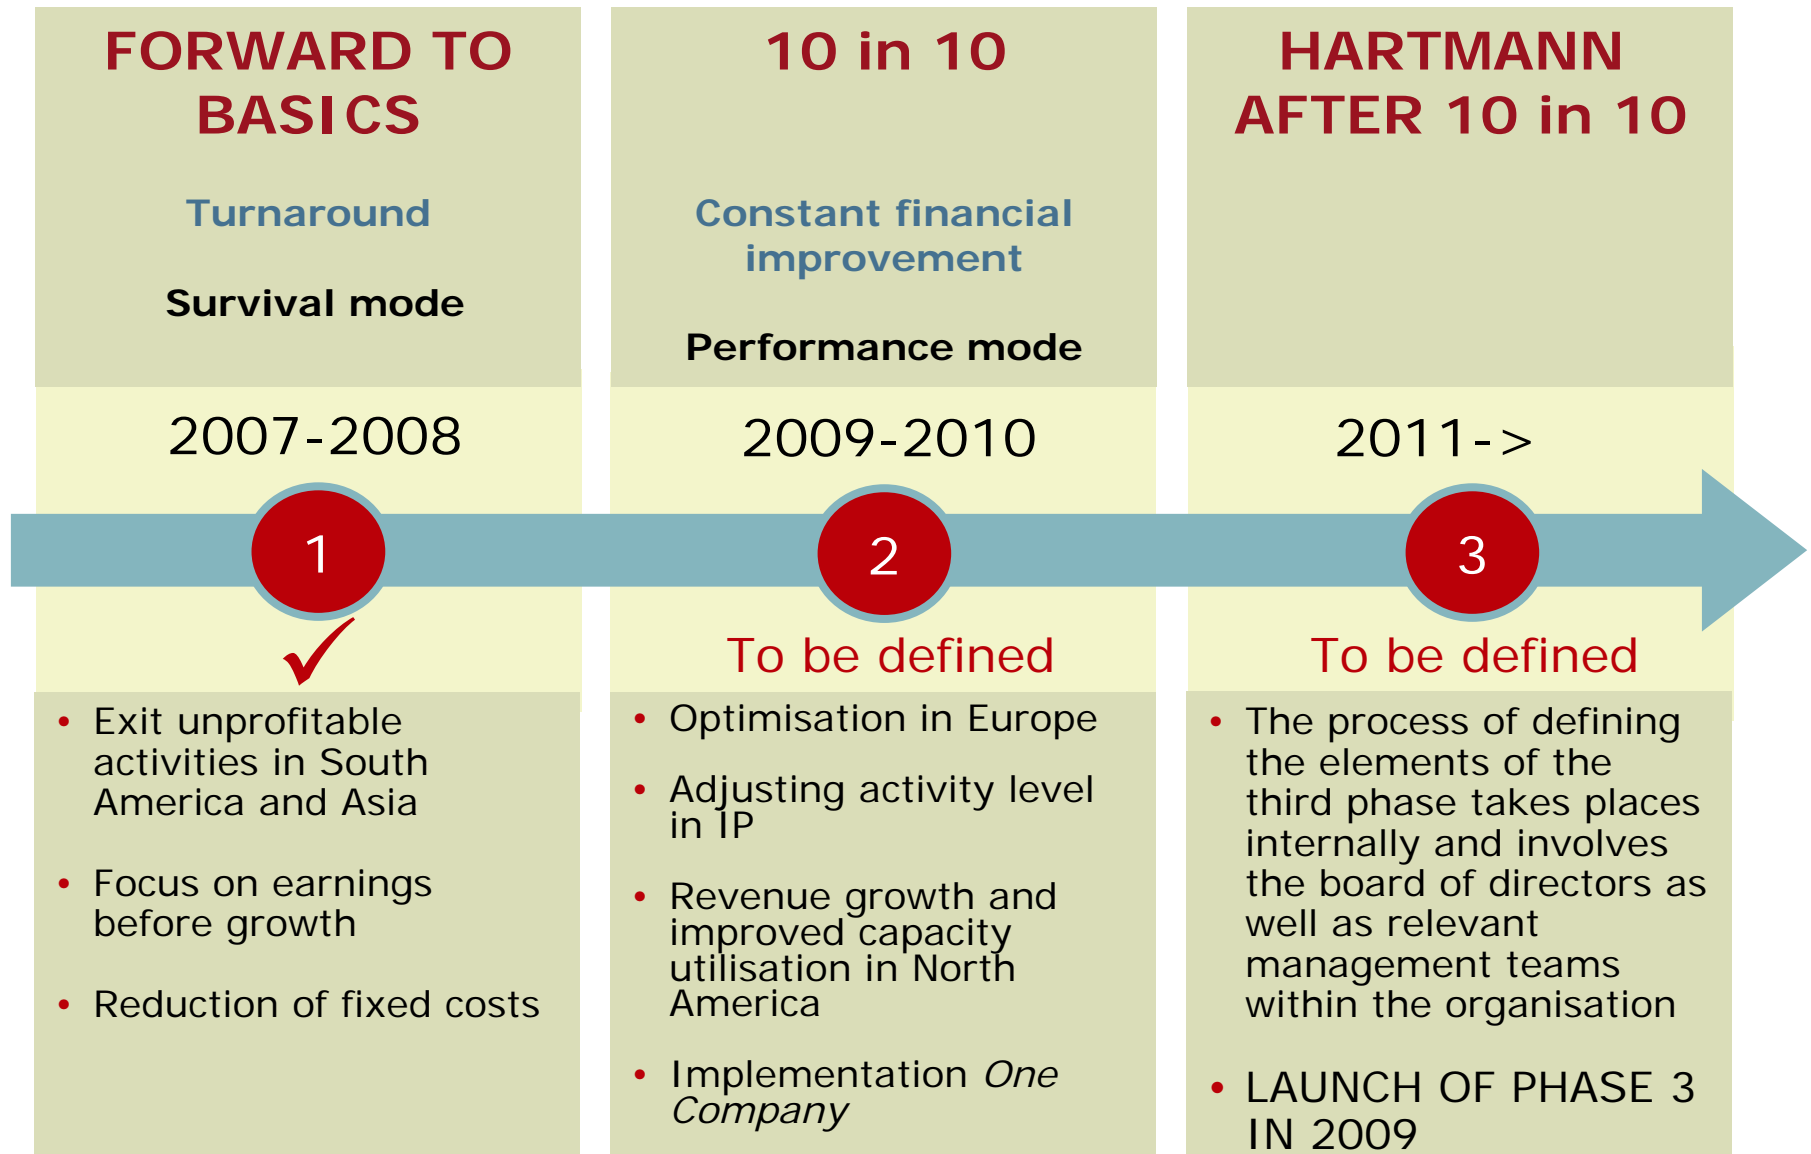 FORWARD TO
BASICS
Turnaround
Survival mode
2007-2008
1
• Exit unprofitable
activities in South
America and Asia
• Focus on earnings
before growth
• Reduction of fixed costs
10 in 10
Constant financial
improvement
Performance mode
2009-2010
2
To be defined
• Optimisation in Europe
• Adjusting activity level
in IP
• Revenue growth and
improved capacity
utilisation in North
America
• Implementation One
Company
HARTMANN
AFTER 10 in 10
2011->
3
To be defined
• The process of defining
the elements of the
third phase takes places
internally and involves
the board of directors as
well as relevant
management teams
within the organisation
• LAUNCH OF PHASE 3
IN 2009